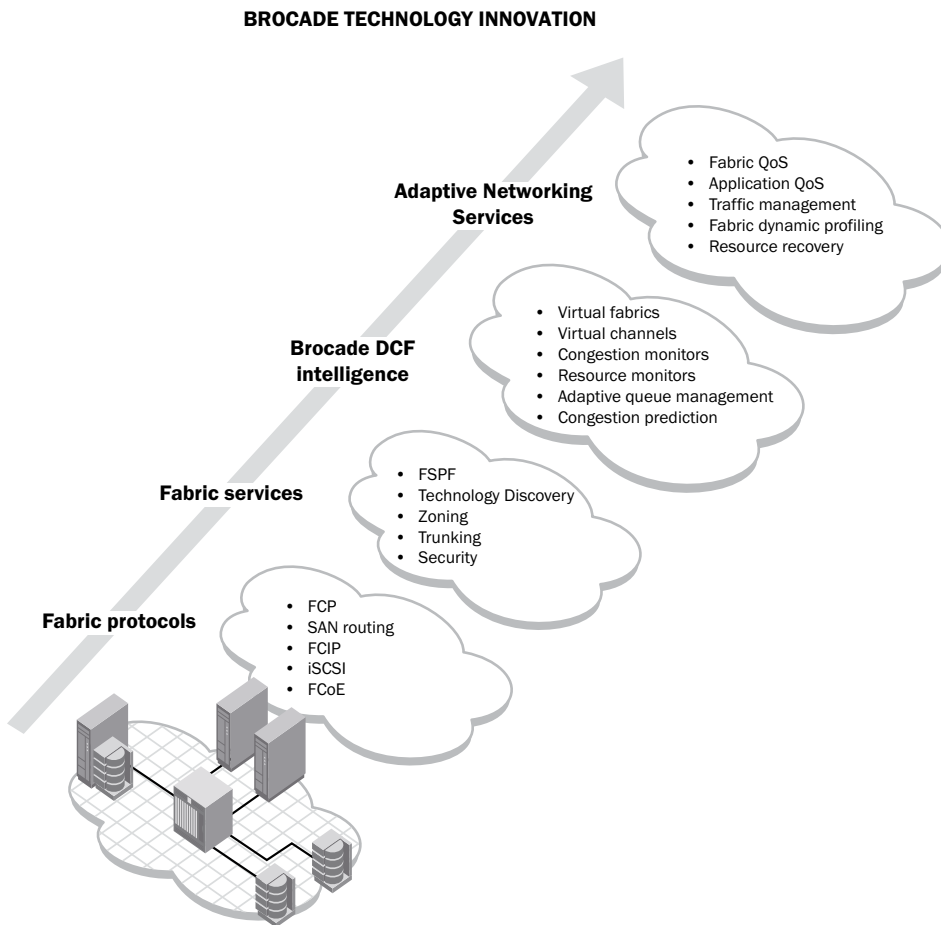 BROCADE TECHNOLOGY INNOVATION
Adaptive Networking
Services
• Fabric QoS
• Application QoS
• Traffic management
• Fabric dynamic profiling
• Resource recovery
Brocade DCF
intelligence
• Virtual fabrics
• Virtual channels
• Congestion monitors
• Resource monitors
• Adaptive queue management
• Congestion prediction
Fabric services
• FSPF
• Technology Discovery
• Zoning
• Trunking
• Security
Fabric protocols
• FCP
• SAN routing
• FCIP
• iSCSI
• FCoE